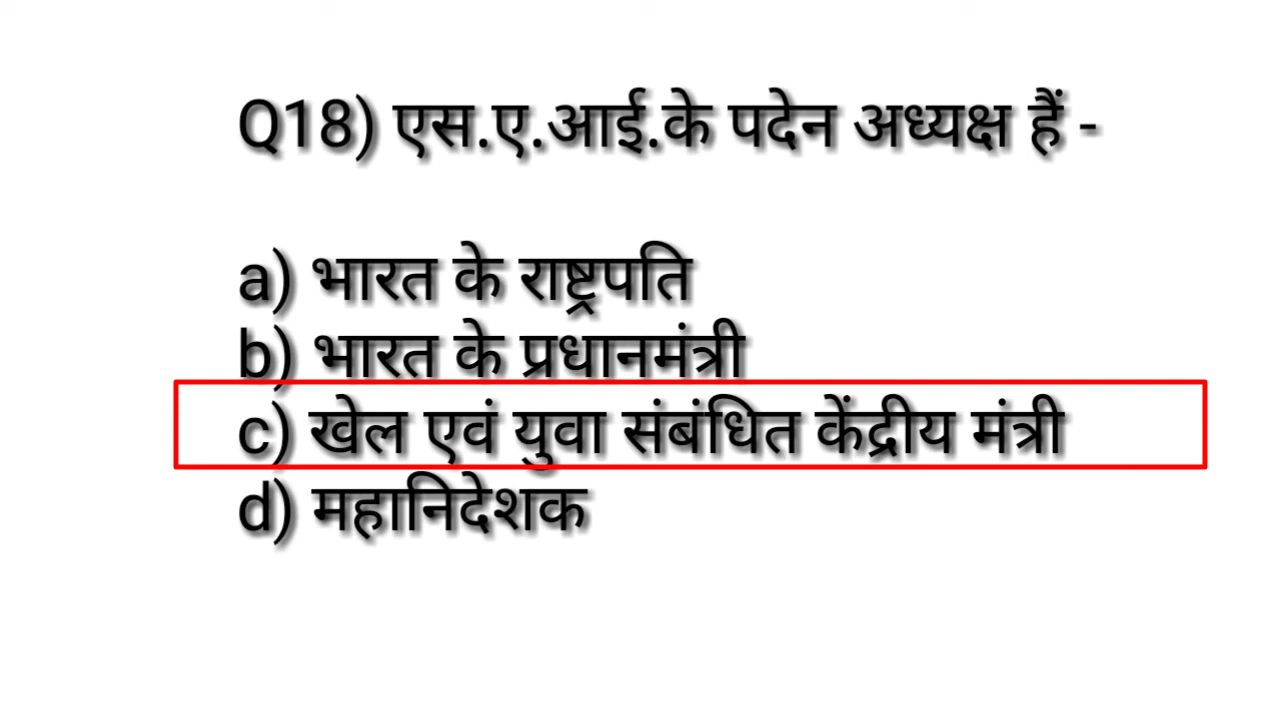 Q18) एस.ए.आई.के पदेन अध्यक्ष हैं -
a) भारत के राष्ट्रपति
b) भारत के प्रधानमंत्री
c) खेल एवं युवा संबंधित केंद्रीय मंत्री
d) महानिदेशक